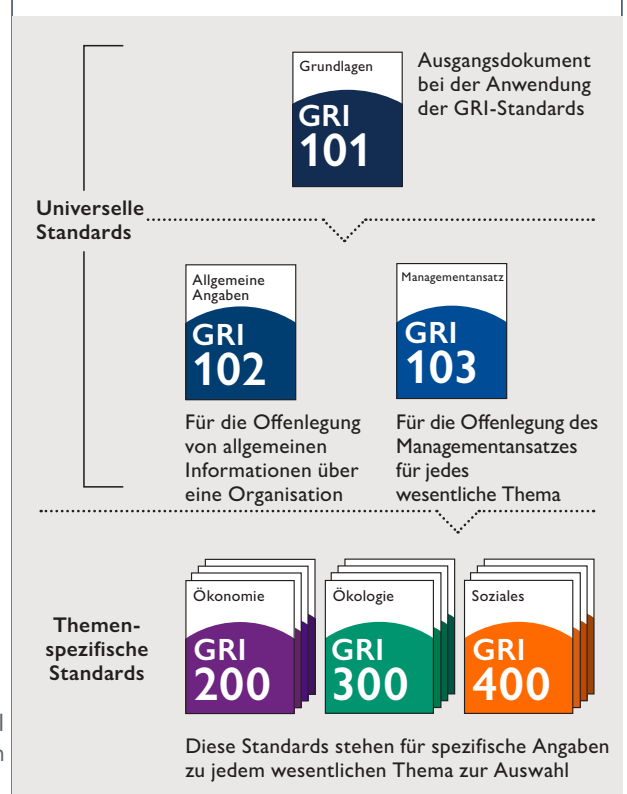 Grundlagen
GRI
101
Ausgangsdokument
bei der Anwendung
der GRI-Standards
Universelle
Standards
Allgemeine
Angaben
GRI
102
Für die Offenlegung
von allgemeinen
Informationen über
eine Organisation
Managementansatz
GRI
103
Für die Offenlegung des
Managementansatzes
für jedes
wesentliche Thema
Themen-
spezifische
Standards
Ökonomie
GRI
200
Ökologie
GRI
300
Soziales
GRI
400
Diese Standards stehen für spezifische Angaben
zu jedem wesentlichen Thema zur Auswahl